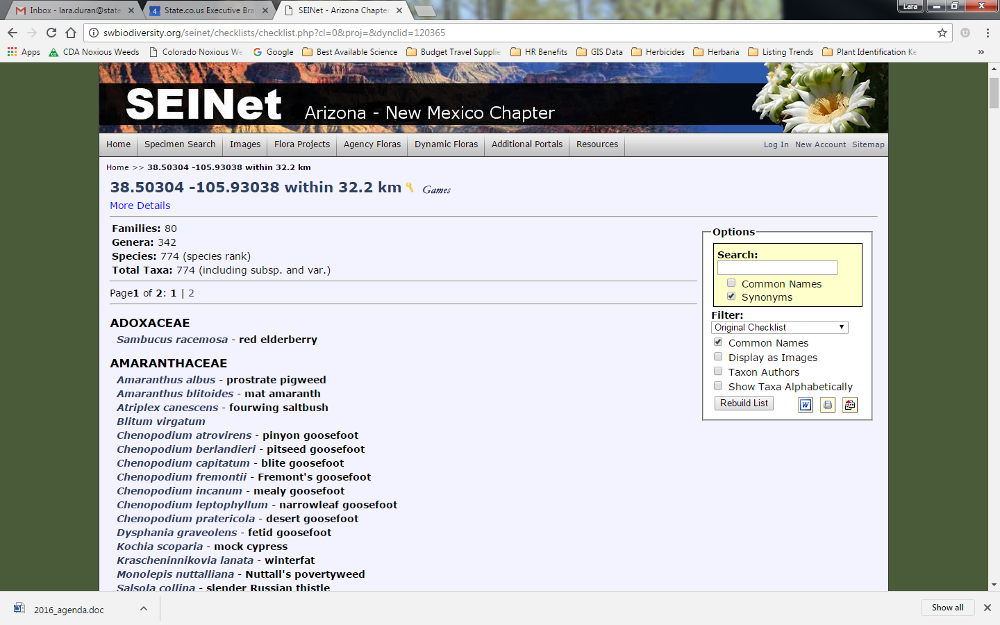 Inbox - lara.duran@state
State.co.us Executive Bra
SEINet - Arizona Chapter
Lara
swbiodiversity.org/seinet/checklists/checklist.php?cl=0&proj=&dynclid=120365
Apps CDA Noxious Weeds Colorado Noxious We Google Best Available Science Budget Travel Supplie HR Benefits GIS Data Herbicides Herbaria Listing Trends Plant Identification Ke »
SEINet Arizona - New Mexico Chapter
Home Specimen Search Images Flora Projects Agency Floras Dynamic Floras Additional Portals Resources Log In New Account Sitemap
Home >> 38.50304 -105.93038 within 32.2 km
38.50304 -105.93038 within 32.2 km Games
More Details
Families: 80
Genera: 342
Species: 774 (species rank)
Total Taxa: 774 (including subsp. and var.)
Page1 of 2: 1 | 2
ADOXACEAE
Sambucus racemosa - red elderberry
AMARANTHACEAE
Amaranthus albus - prostrate pigweed
Amaranthus blitoides - mat amaranth
Atriplex canescens - fourwing saltbush
Blitum virgatum
Chenopodium atrovirens - pinyon goosefoot
Chenopodium berlandieri - pitseed goosefoot
Chenopodium capitatum - blite goosefoot
Chenopodium fremontii - Fremont's goosefoot
Chenopodium incanum - mealy goosefoot
Chenopodium leptophyllum - narrowleaf goosefoot
Chenopodium pratericola - desert goosefoot
Dysphania graveolens - fetid goosefoot
Kochia scoparia - mock cypress
Krascheninnikovia lanata - winterfat
Monolepis nuttalliana - Nuttall's povertyweed
Salsola collina - slender Russian thistle
Options
Search:
Common Names
Synonyms
Filter:
Original Checklist
Common Names
Display as Images
Taxon Authors
Show Taxa Alphabetically
Rebuild List
2016_agenda.doc
Show all